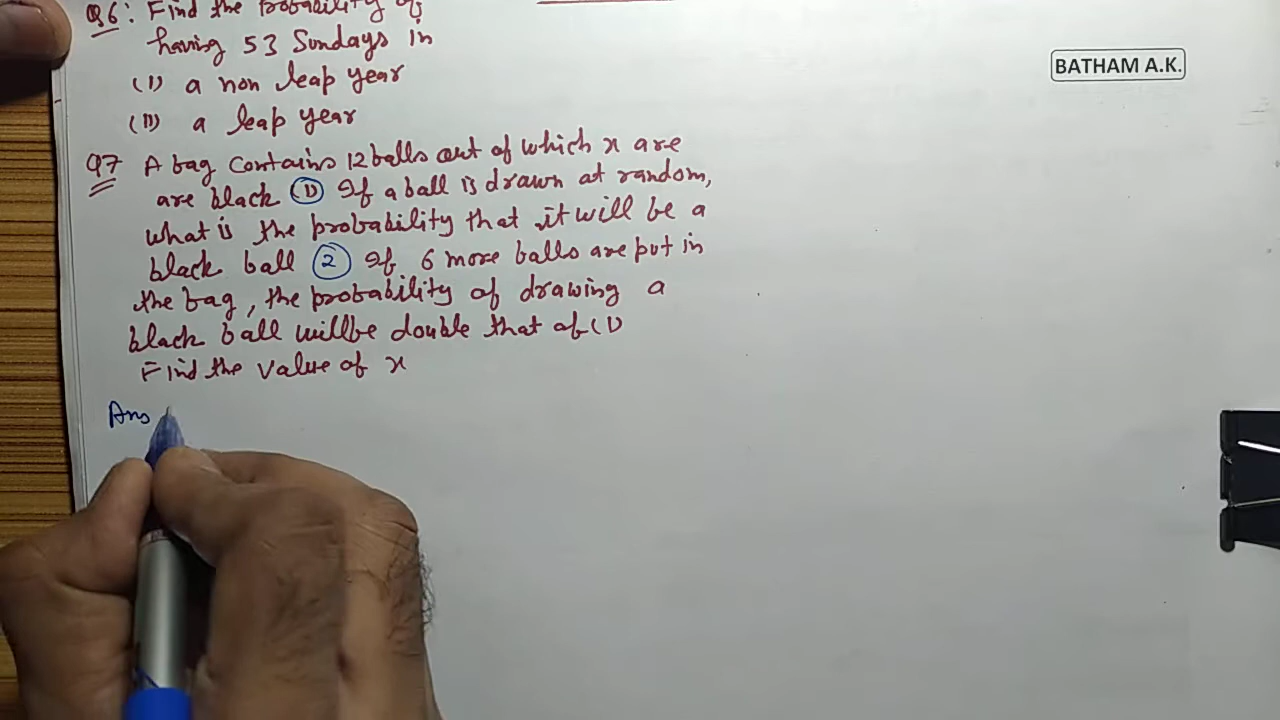 Q6: Find the probability of
having 53 Sundays in
(I) a non leap year
(II) a leap year
BATHAM A.K.
Q7 A bag contains 12 balls out of which x are
are black (1) If a ball is drawn at random,
what is the probability that it will be a
black ball (2) If 6 more balls are put in
the bag, the probability of drawing a
black ball will be double that of (1)
Find the value of x
Ans